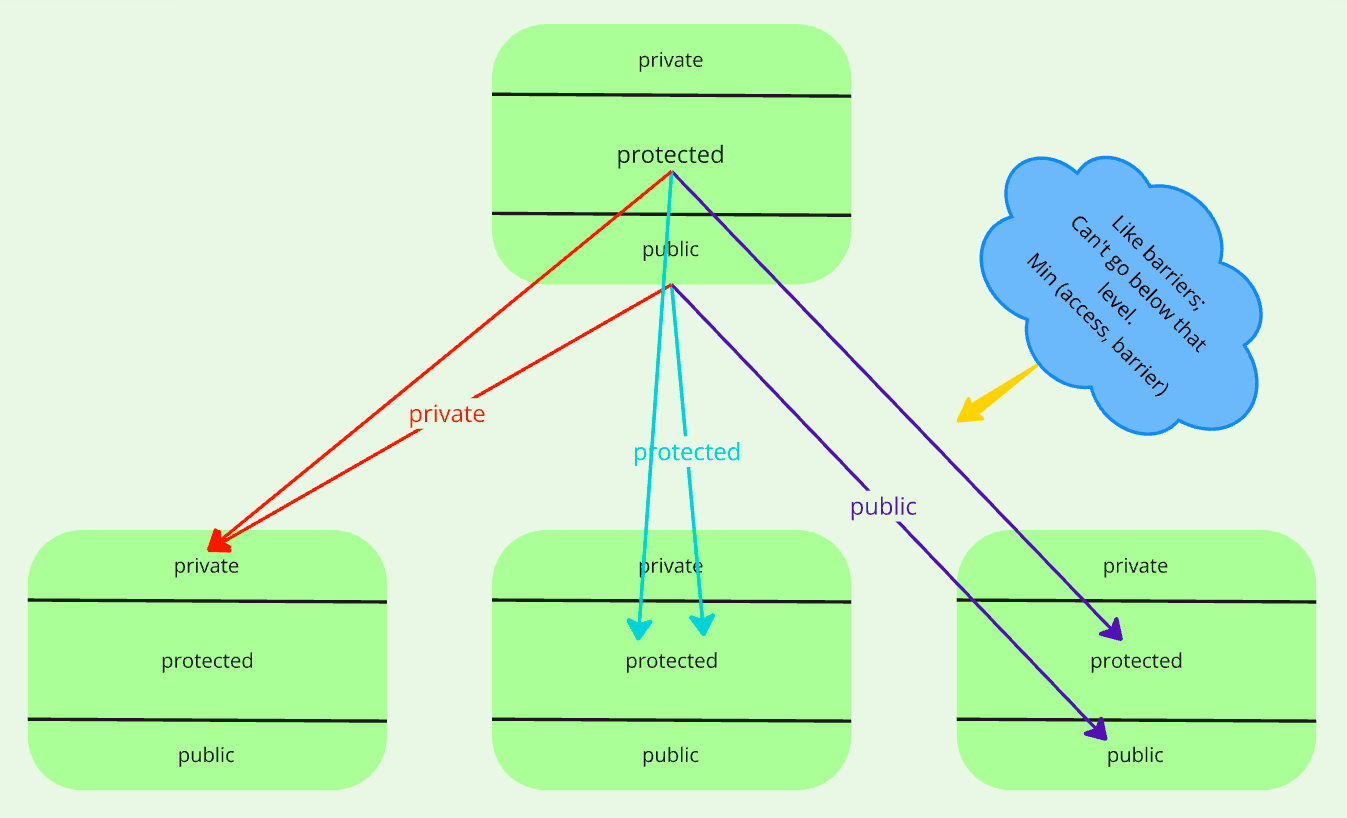 private
protected
public
Like barriers;
Can't go below that
level.
Min (access, barrier)
private
protected
public
private
protected
public
private
protected
public
private
protected
public